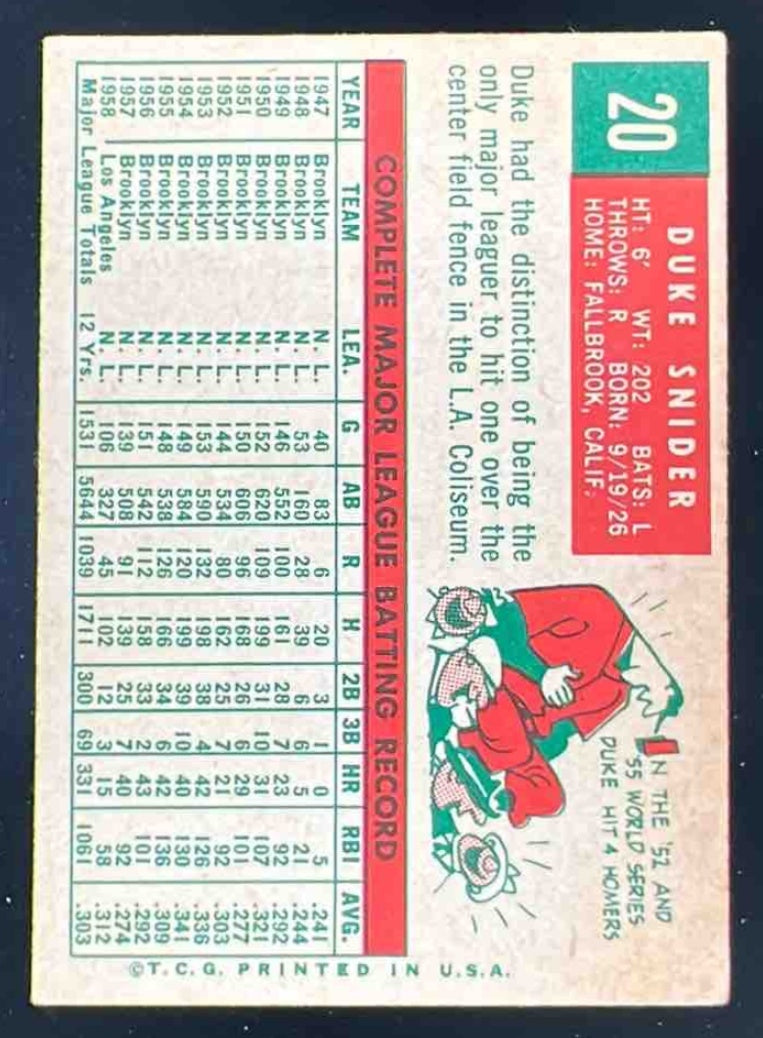 20
DUKE SNIDER
HT: 6' WT: 202 BATS: L
THROWS: R BORN: 9/19/26
HOME: FALLBROOK, CALIF.
Duke had the distinction of being the
only major leaguer to hit one over the
center field fence in the L.A. Coliseum.
IN THE '52 AND
'55 WORLD SERIES
DUKE HIT 4 HOMERS
COMPLETE MAJOR LEAGUE BATTING RECORD
YEAR TEAM LEA. G AB R H 2B 3B HR RBI AVG.
1947 Brooklyn N. L. 40 83 6 20 3 1 0 5 .241
1948 Brooklyn N. L. 53 160 28 39 6 6 5 21 .244
1949 Brooklyn N. L. 146 552 100 161 28 7 23 92 .292
1950 Brooklyn N. L. 152 620 109 199 31 10 31 107 .321
1951 Brooklyn N. L. 150 606 96 168 26 6 29 101 .277
1952 Brooklyn N. L. 144 534 80 162 25 7 21 92 .303
1953 Brooklyn N. L. 153 590 132 198 38 4 42 126 .336
1954 Brooklyn N. L. 149 584 120 199 39 10 40 130 .341
1955 Brooklyn N. L. 148 538 126 166 34 6 42 136 .309
1956 Brooklyn N. L. 151 542 112 158 33 2 43 101 .292
1957 Brooklyn N. L. 139 508 91 139 25 7 40 92 .274
1958 Los Angeles N. L. 106 327 45 102 12 3 15 58 .312
Major League Totals 12 Yrs. 1531 5644 1039 1711 300 69 331 1061 .303
©T.C.G. PRINTED IN U.S.A.